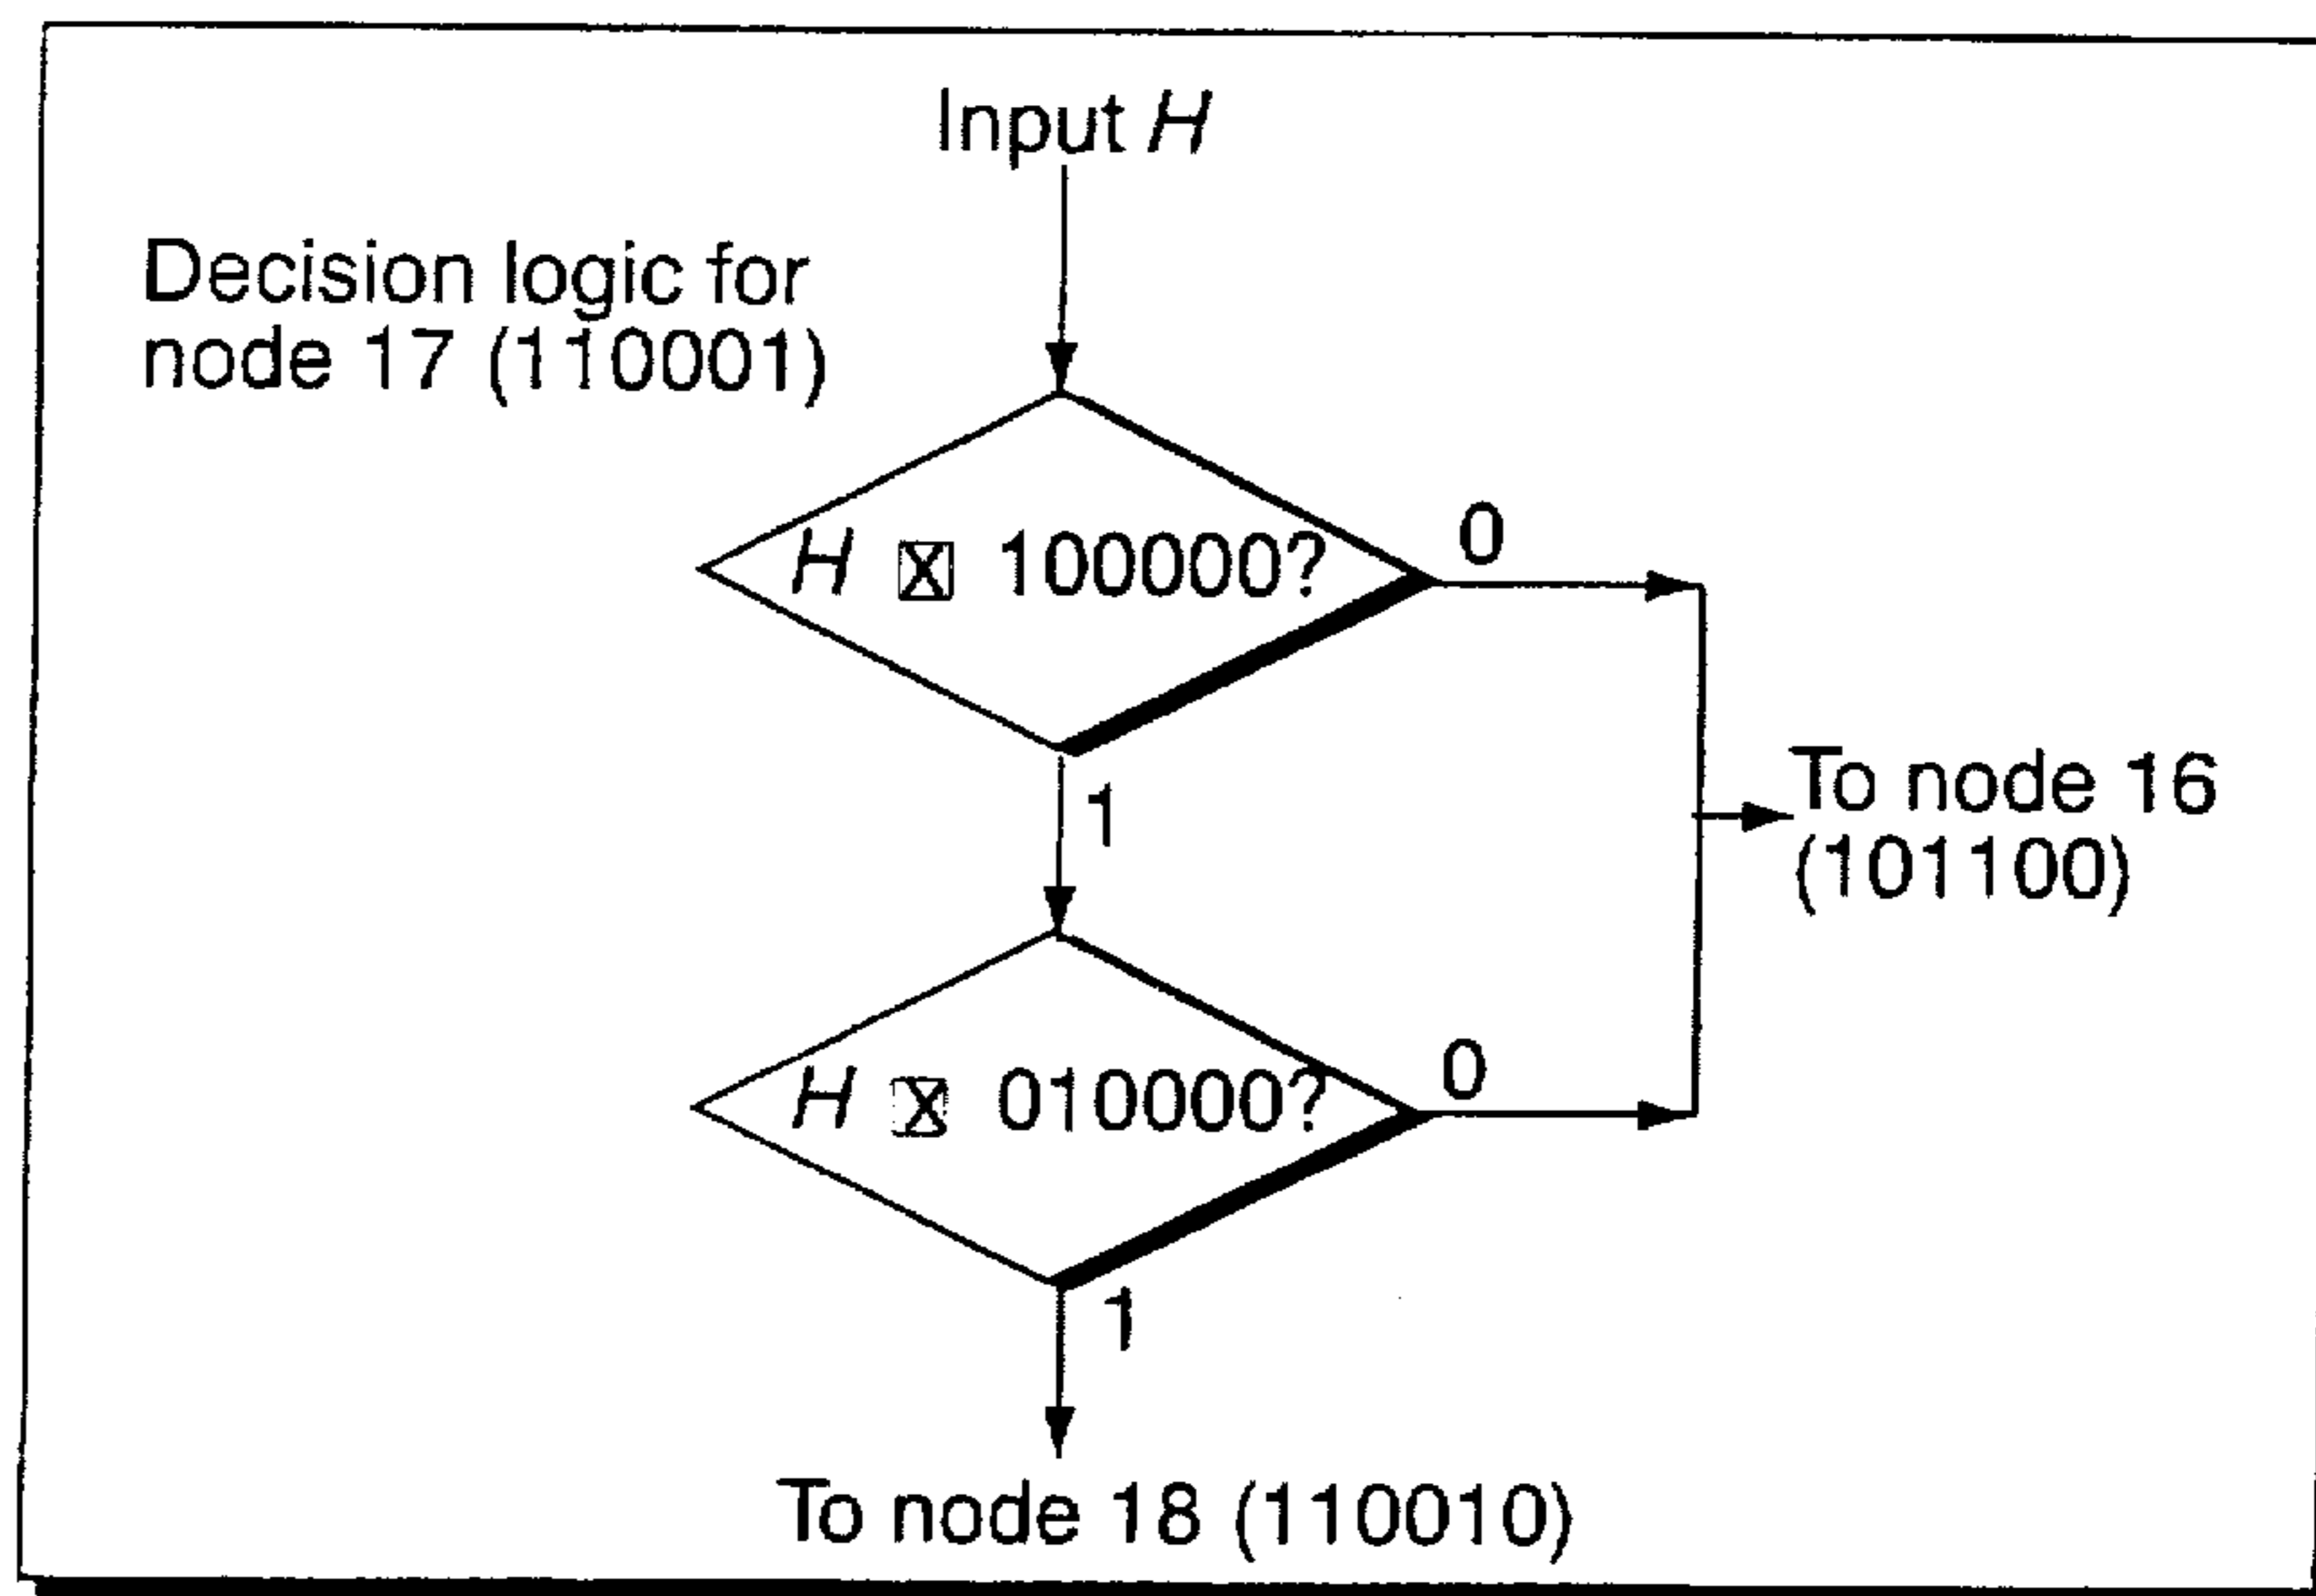 Input H
Decision logic for
node 17 (110001)
H ☒ 100000?
0
1
To node 16
(101100)
H ☒ 010000?
0
1
To node 18 (110010)